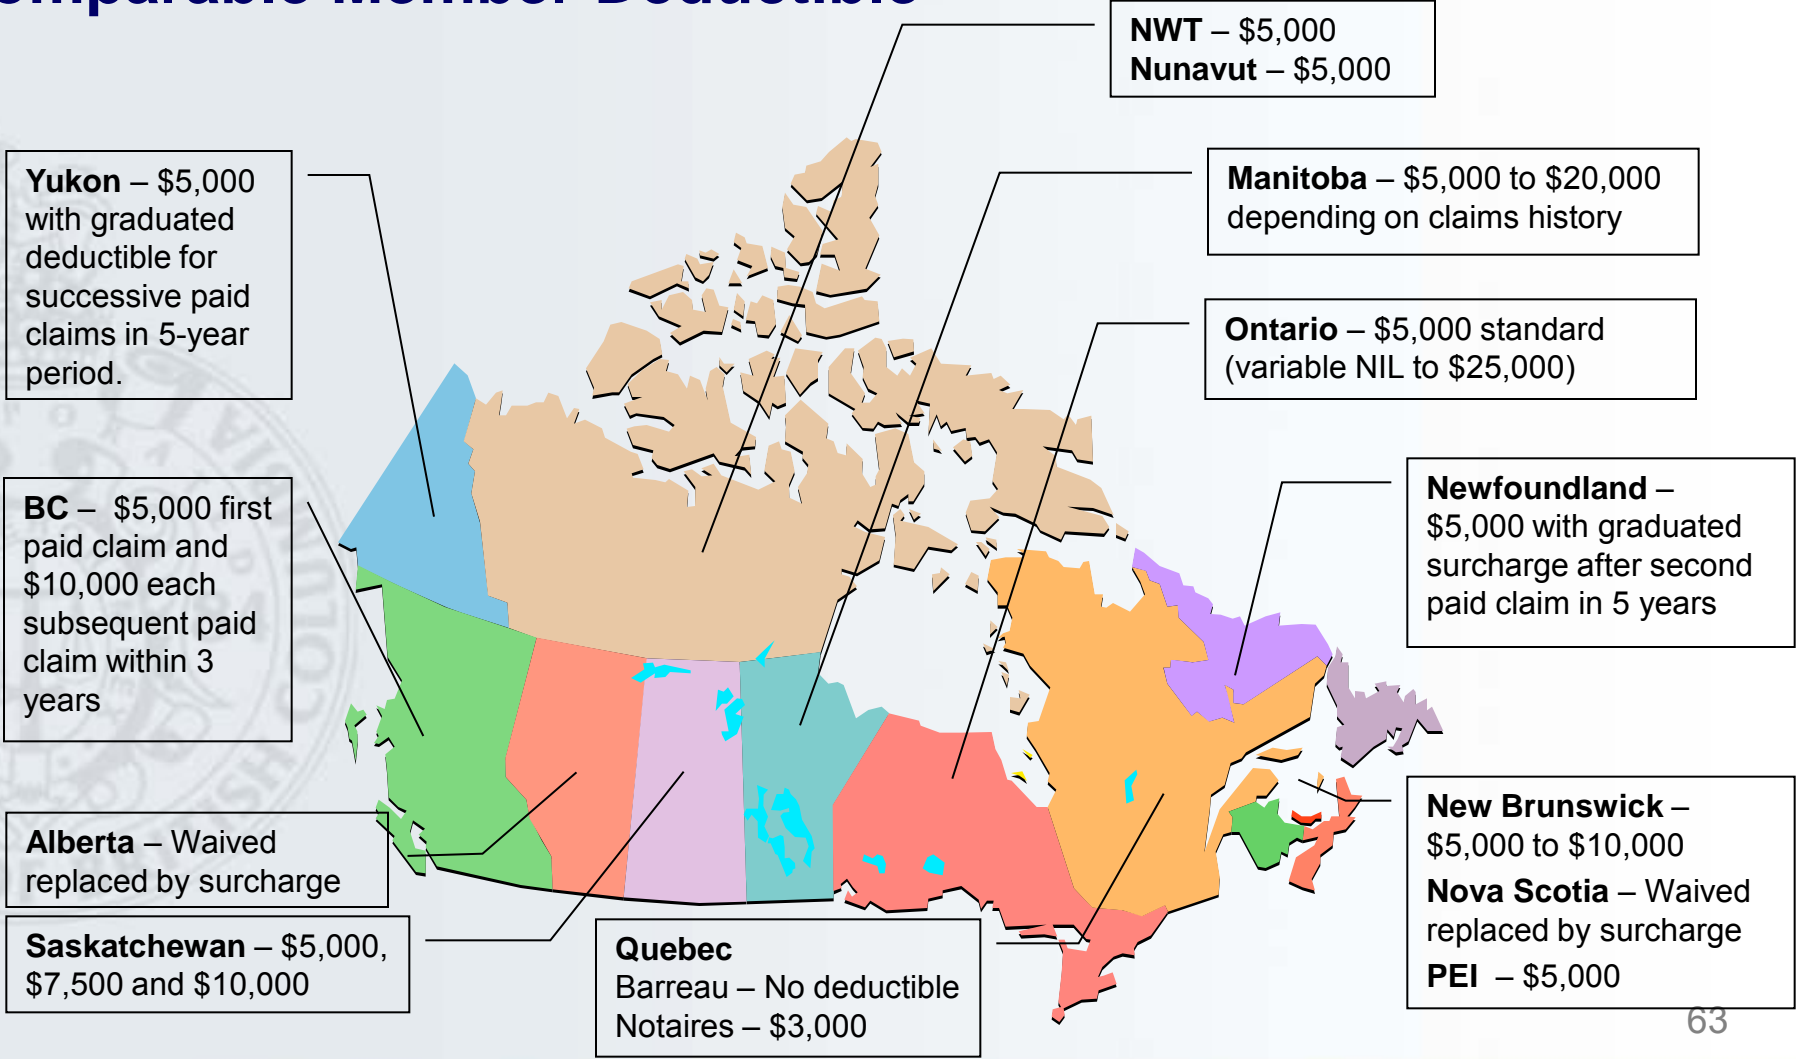 Comparable Member Deductible
NWT – $5,000
Nunavut – $5,000
Yukon – $5,000
with graduated
deductible for
successive paid
claims in 5-year
period.
Manitoba – $5,000 to $20,000
depending on claims history
Ontario – $5,000 standard
(variable NIL to $25,000)
BC – $5,000 first
paid claim and
$10,000 each
subsequent paid
claim within 3
years
Newfoundland –
$5,000 with graduated
surcharge after second
paid claim in 5 years
Alberta – Waived
replaced by surcharge
Saskatchewan – $5,000,
$7,500 and $10,000
Quebec
Barreau – No deductible
Notaires – $3,000
New Brunswick –
$5,000 to $10,000
Nova Scotia – Waived
replaced by surcharge
PEI – $5,000
63